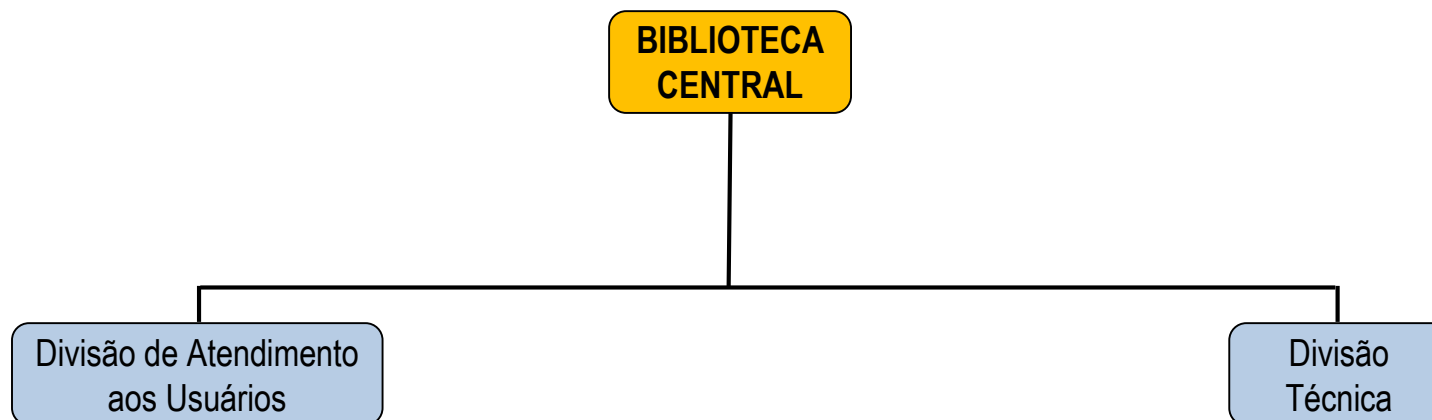 BIBLIOTECA
CENTRAL
Divisão de Atendimento
aos Usuários
Divisão
Técnica